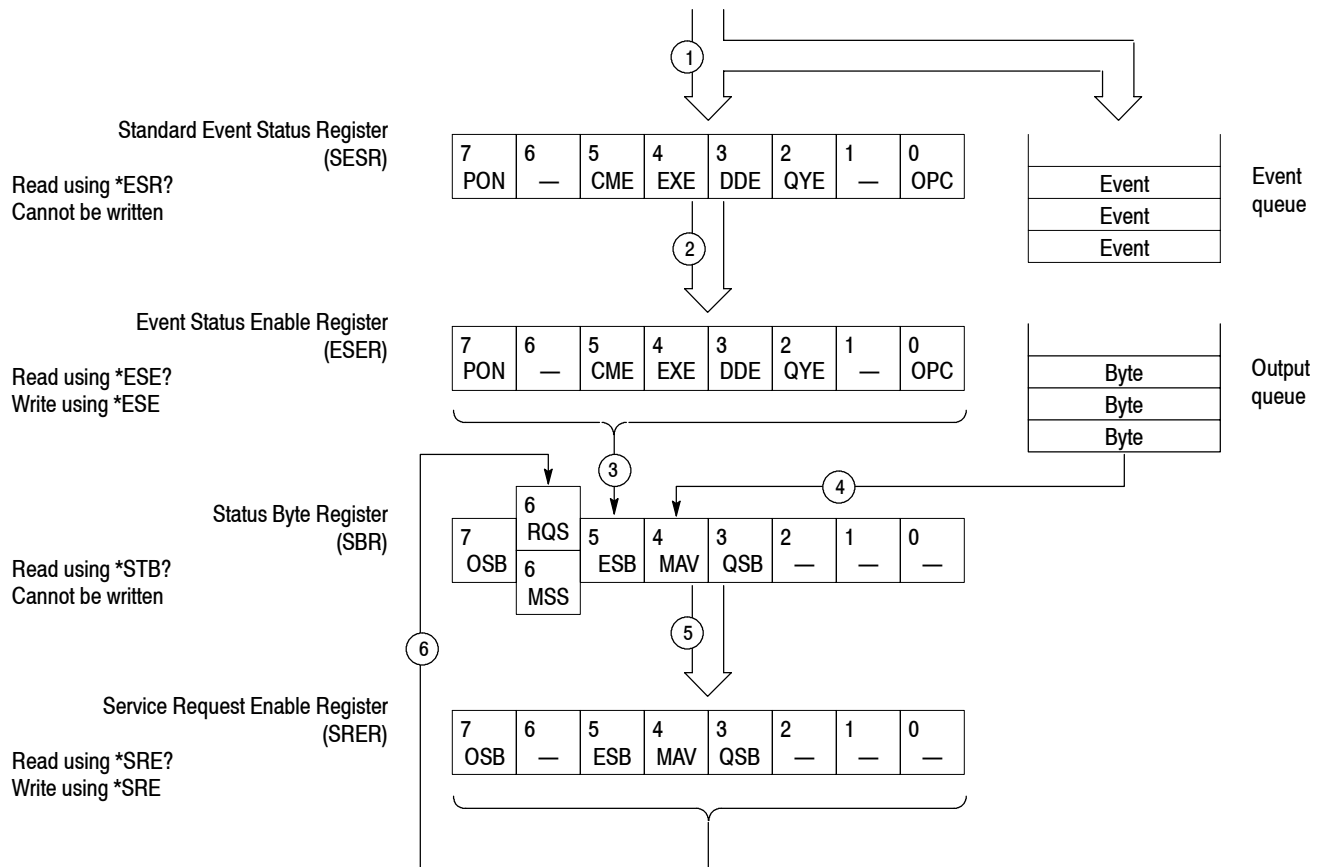 1
Standard Event Status Register
(SESR)
Read using *ESR?
Cannot be written
7 6 5 4 3 2 1 0
PON — CME EXE DDE QYE — OPC
Event
Event
Event
Event
queue
2
Event Status Enable Register
(ESER)
Read using *ESE?
Write using *ESE
7 6 5 4 3 2 1 0
PON — CME EXE DDE QYE — OPC
Byte
Byte
Byte
Output
queue
3
4
Status Byte Register
(SBR)
Read using *STB?
Cannot be written
6
RQS
7 5 4 3 2 1 0
OSB ESB MAV QSB — — —
6
MSS
5
6
Service Request Enable Register
(SRER)
Read using *SRE?
Write using *SRE
7 6 5 4 3 2 1 0
OSB — ESB MAV QSB — — —